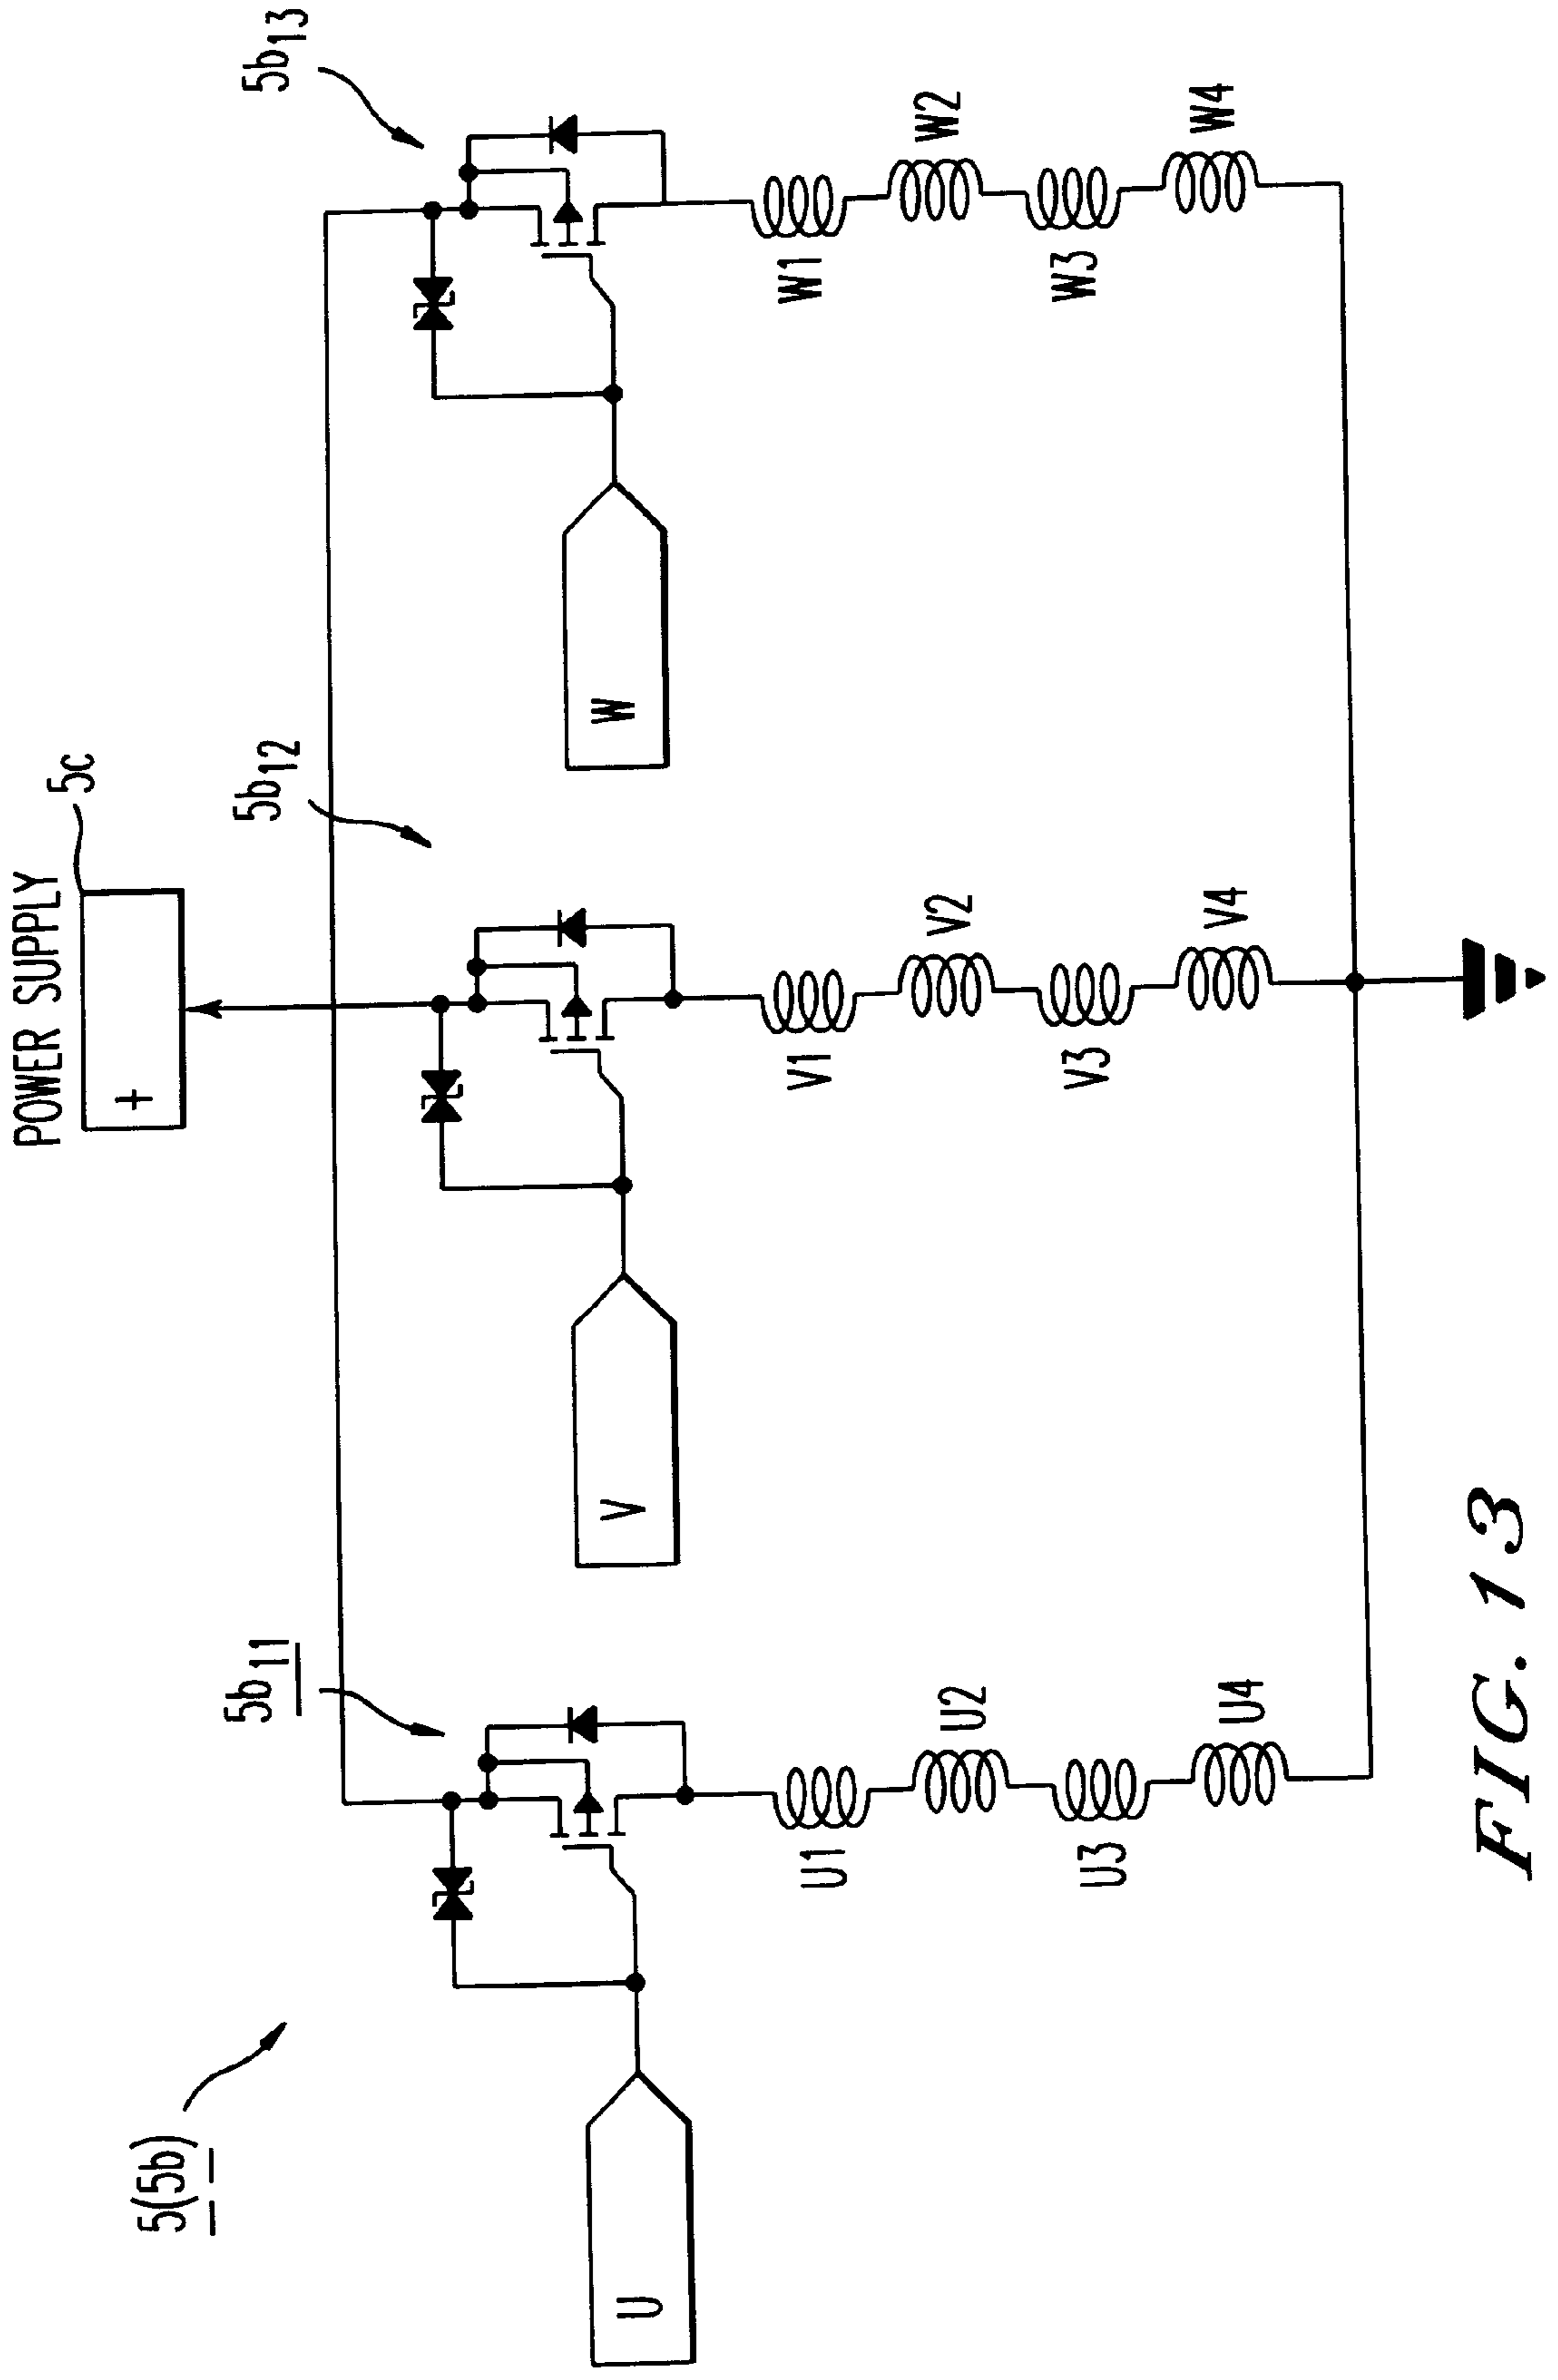 POWER SUPPLY
5c
+
5(5b)
5b11
5b12
5b13
U
V
W
U1
U2
U3
U4
V1
V2
V3
V4
W1
W2
W3
W4
FIG. 13